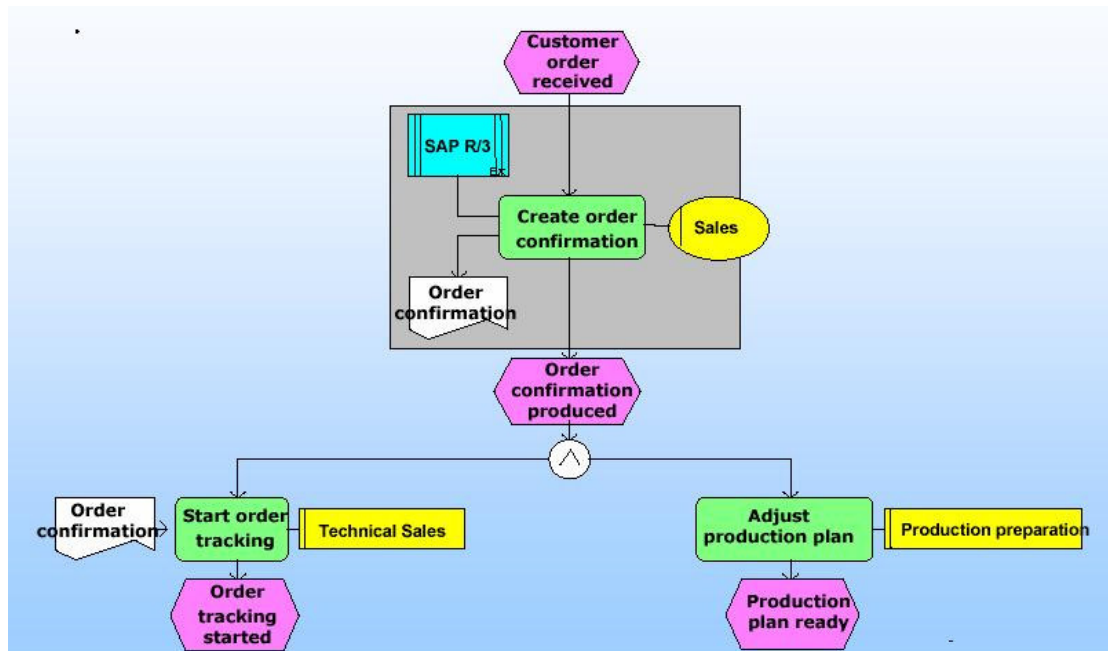 Customer
order
received
SAP R/3
Ex.
Create order
confirmation
Sales
Order
confirmation
Order
confirmation
produced
Order
confirmation
Start order
tracking
Technical Sales
Adjust
production plan
Production preparation
Order
tracking
started
Production
plan ready